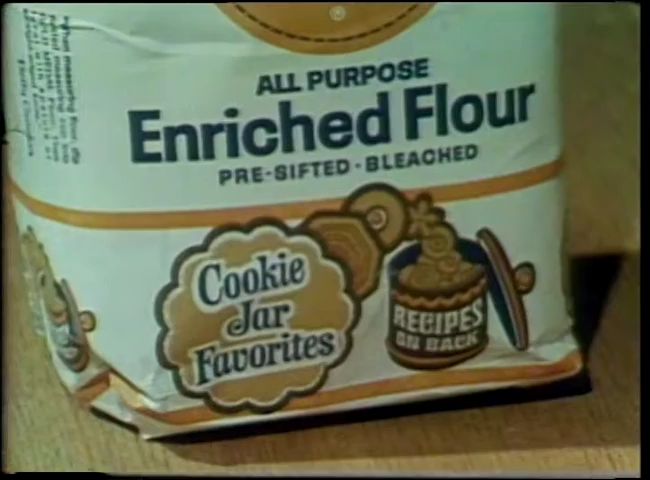 ALL PURPOSE
Enriched Flour
PRE-SIFTED · BLEACHED
Cookie
Jar
Favorites
RECIPES
ON BACK